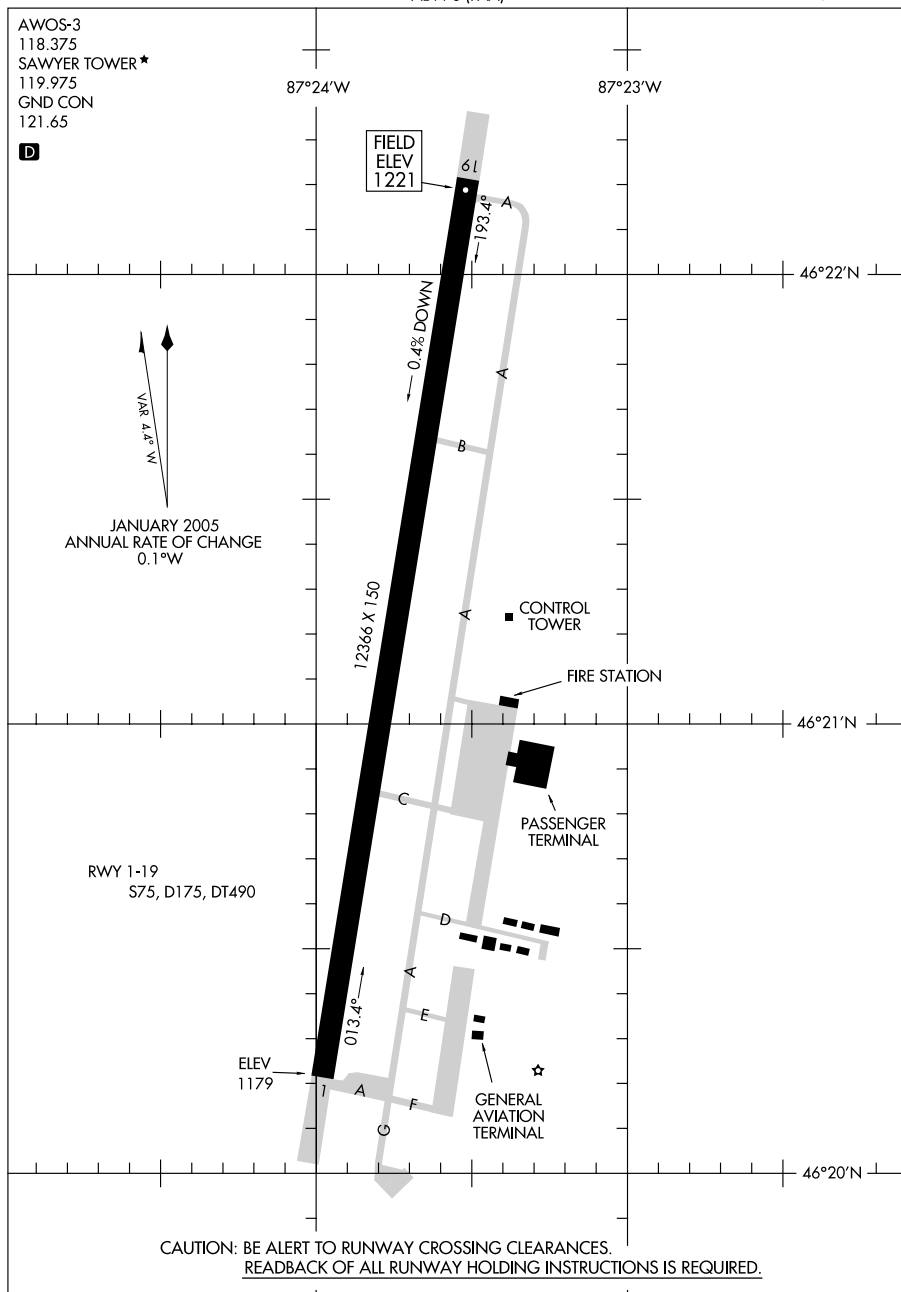 AWOS-3
118.375
SAWYER TOWER
119.975
GND CON
121.65
D
87°24'W
87°23'W
FIELD
ELEV
1221
19
A
193.4°
46°22'N
0.4% DOWN
A
VAR 4.4° W
B
JANUARY 2005
ANNUAL RATE OF CHANGE
0.1°W
12366 X 150
A
CONTROL
TOWER
FIRE STATION
46°21'N
C
PASSENGER
TERMINAL
RWY 1-19
S75, D175, DT490
D
A
013.4°
E
ELEV
1179
1
A
F
GENERAL
AVIATION
TERMINAL
G
46°20'N
CAUTION: BE ALERT TO RUNWAY CROSSING CLEARANCES.
READBACK OF ALL RUNWAY HOLDING INSTRUCTIONS IS REQUIRED.